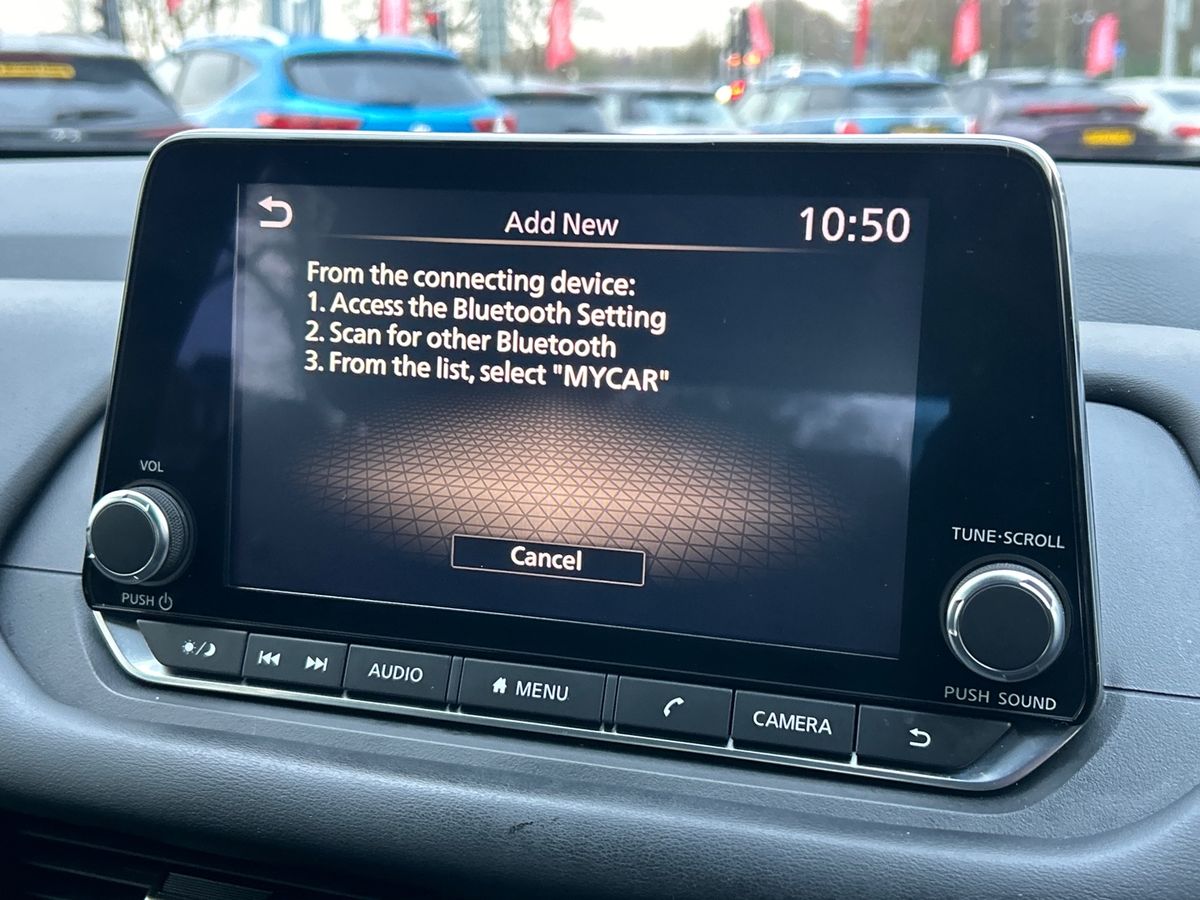 Add New
10:50
From the connecting device:
1. Access the Bluetooth Setting
2. Scan for other Bluetooth
3. From the list, select "MYCAR"
Cancel
VOL
PUSH
TUNE·SCROLL
PUSH SOUND
AUDIO
MENU
CAMERA